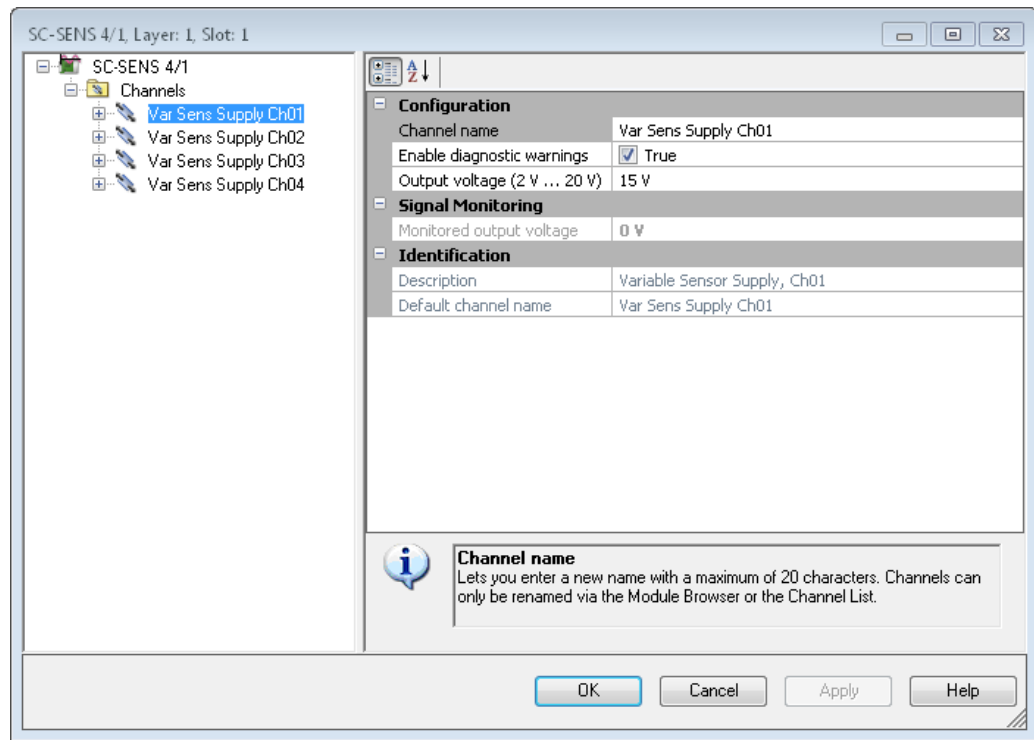 SC-SENS 4/1, Layer: 1, Slot: 1
SC-SENS 4/1
Channels
Var Sens Supply Ch01
Var Sens Supply Ch02
Var Sens Supply Ch03
Var Sens Supply Ch04
Configuration
Channel name Var Sens Supply Ch01
Enable diagnostic warnings True
Output voltage (2 V ... 20 V) 15 V
Signal Monitoring
Monitored output voltage 0 V
Identification
Description Variable Sensor Supply, Ch01
Default channel name Var Sens Supply Ch01
Channel name
Lets you enter a new name with a maximum of 20 characters. Channels can
only be renamed via the Module Browser or the Channel List.
OK Cancel Apply Help